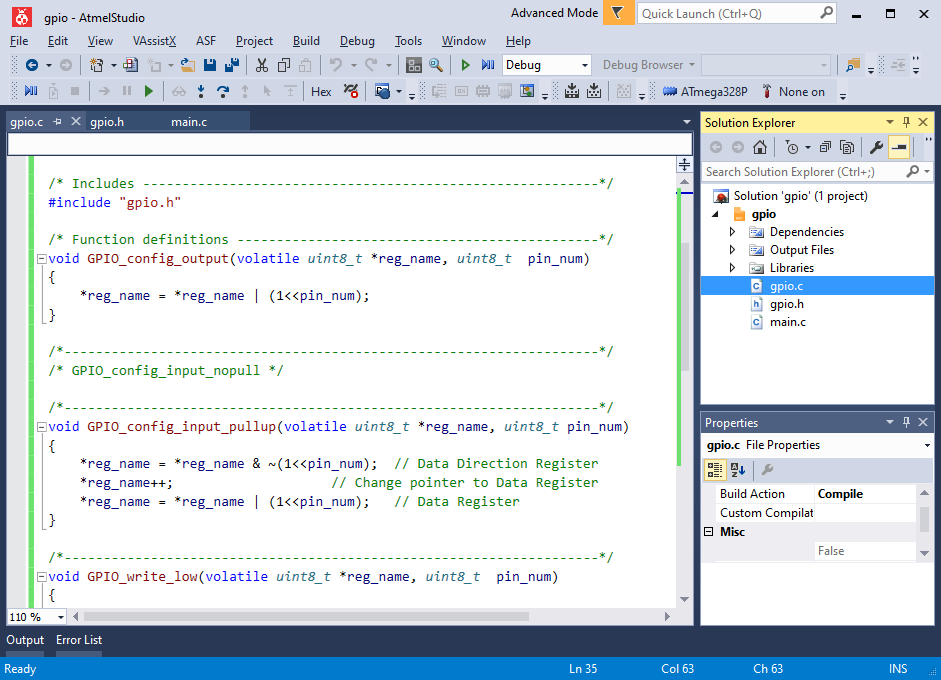 gpio - AtmelStudio
Advanced Mode
Quick Launch (Ctrl+Q)
File Edit View VAssistX ASF Project Build Debug Tools Window Help
Debug Debug Browser
Hex ATmega328P None on
gpio.c gpio.h main.c
/* Includes ----------------------------------------------------------*/
#include "gpio.h"
/* Function definitions ----------------------------------------------*/
void GPIO_config_output(volatile uint8_t *reg_name, uint8_t  pin_num)
{
    *reg_name = *reg_name | (1<<pin_num);
}
/*--------------------------------------------------------------------*/
/* GPIO_config_input_nopull */
/*--------------------------------------------------------------------*/
void GPIO_config_input_pullup(volatile uint8_t *reg_name, uint8_t pin_num)
{
    *reg_name = *reg_name & ~(1<<pin_num);  // Data Direction Register
    *reg_name++;                    // Change pointer to Data Register
    *reg_name = *reg_name | (1<<pin_num);   // Data Register
}
/*--------------------------------------------------------------------*/
void GPIO_write_low(volatile uint8_t *reg_name, uint8_t  pin_num)
{
110 %
Solution Explorer
Search Solution Explorer (Ctrl+;)
Solution 'gpio' (1 project)
gpio
Dependencies
Output Files
Libraries
gpio.c
gpio.h
main.c
Properties
gpio.c File Properties
Build Action Compile
Custom Compilat
Misc
False
Output Error List
Ready Ln 35 Col 63 Ch 63 INS